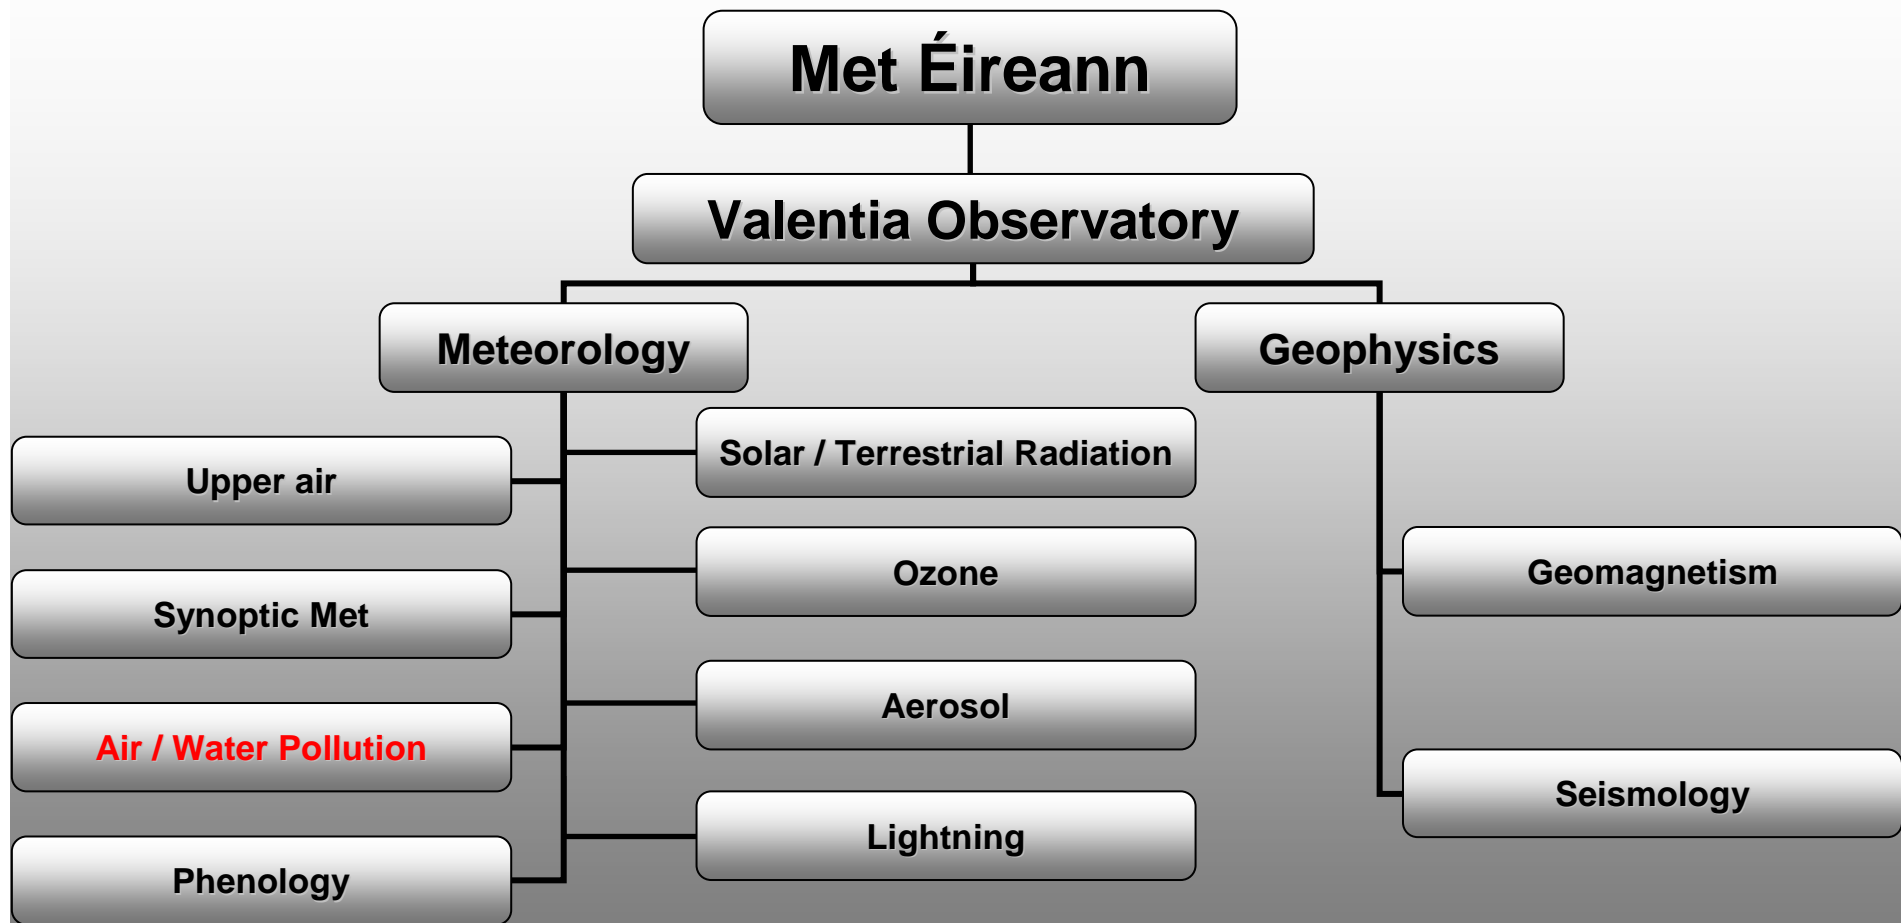 Met Éireann
Valentia Observatory
Meteorology
Geophysics
Upper air
Synoptic Met
Air / Water Pollution
Phenology
Solar / Terrestrial Radiation
Ozone
Aerosol
Lightning
Geomagnetism
Seismology